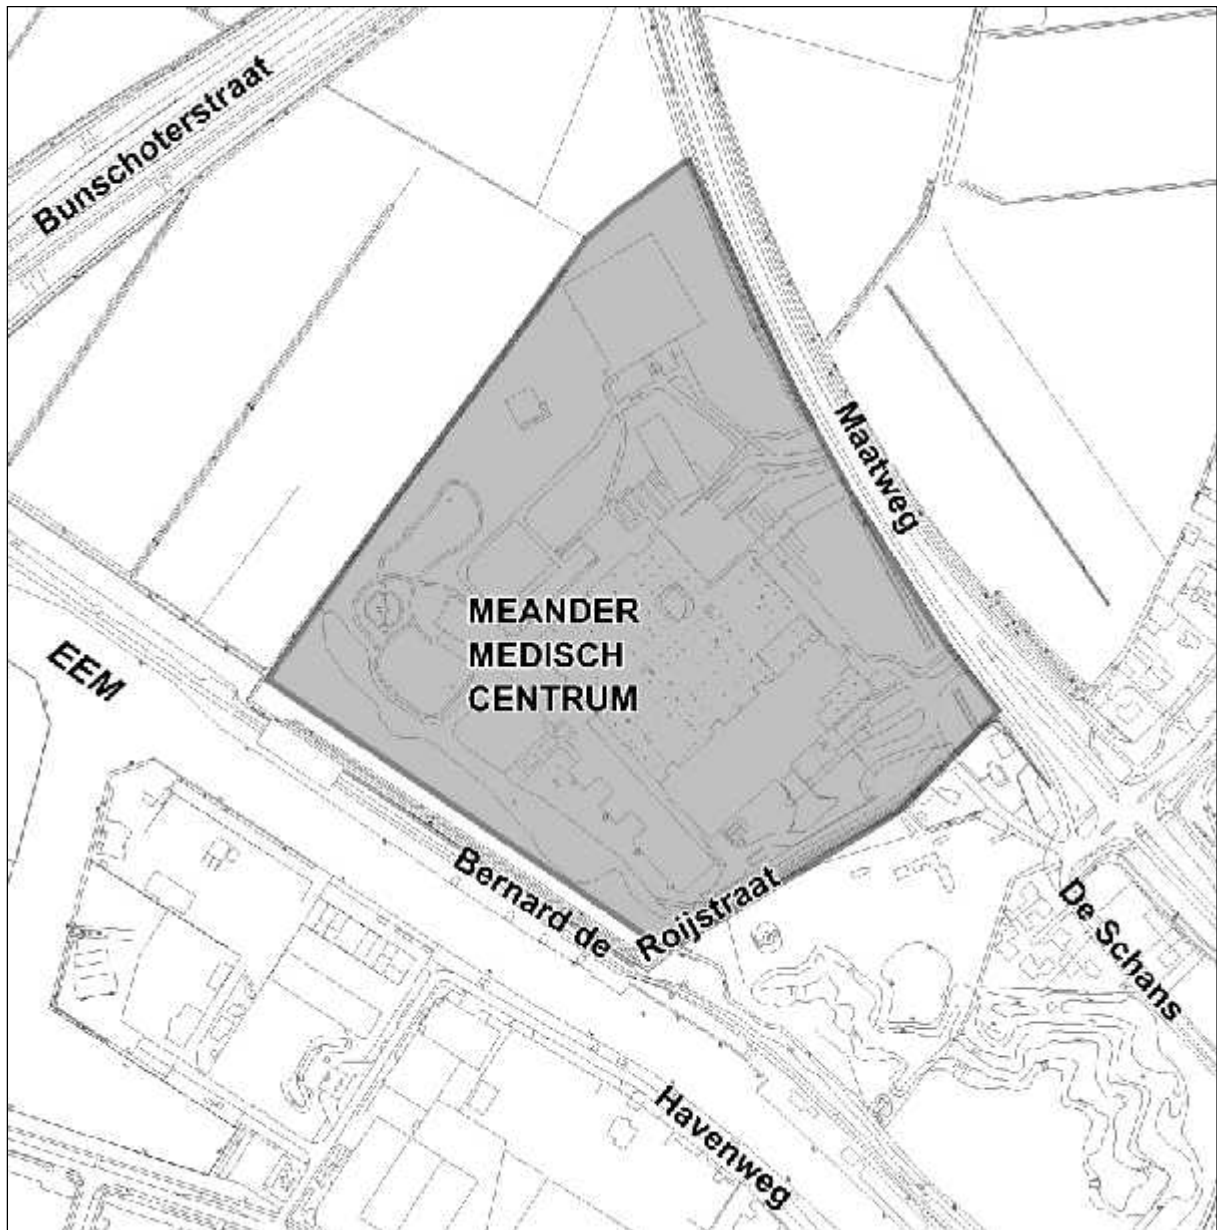 Bunschoterstraat
Maatweg
MEANDER
MEDISCH
CENTRUM
EEM
Bernard de
Roijstraat
De Schans
Havenweg